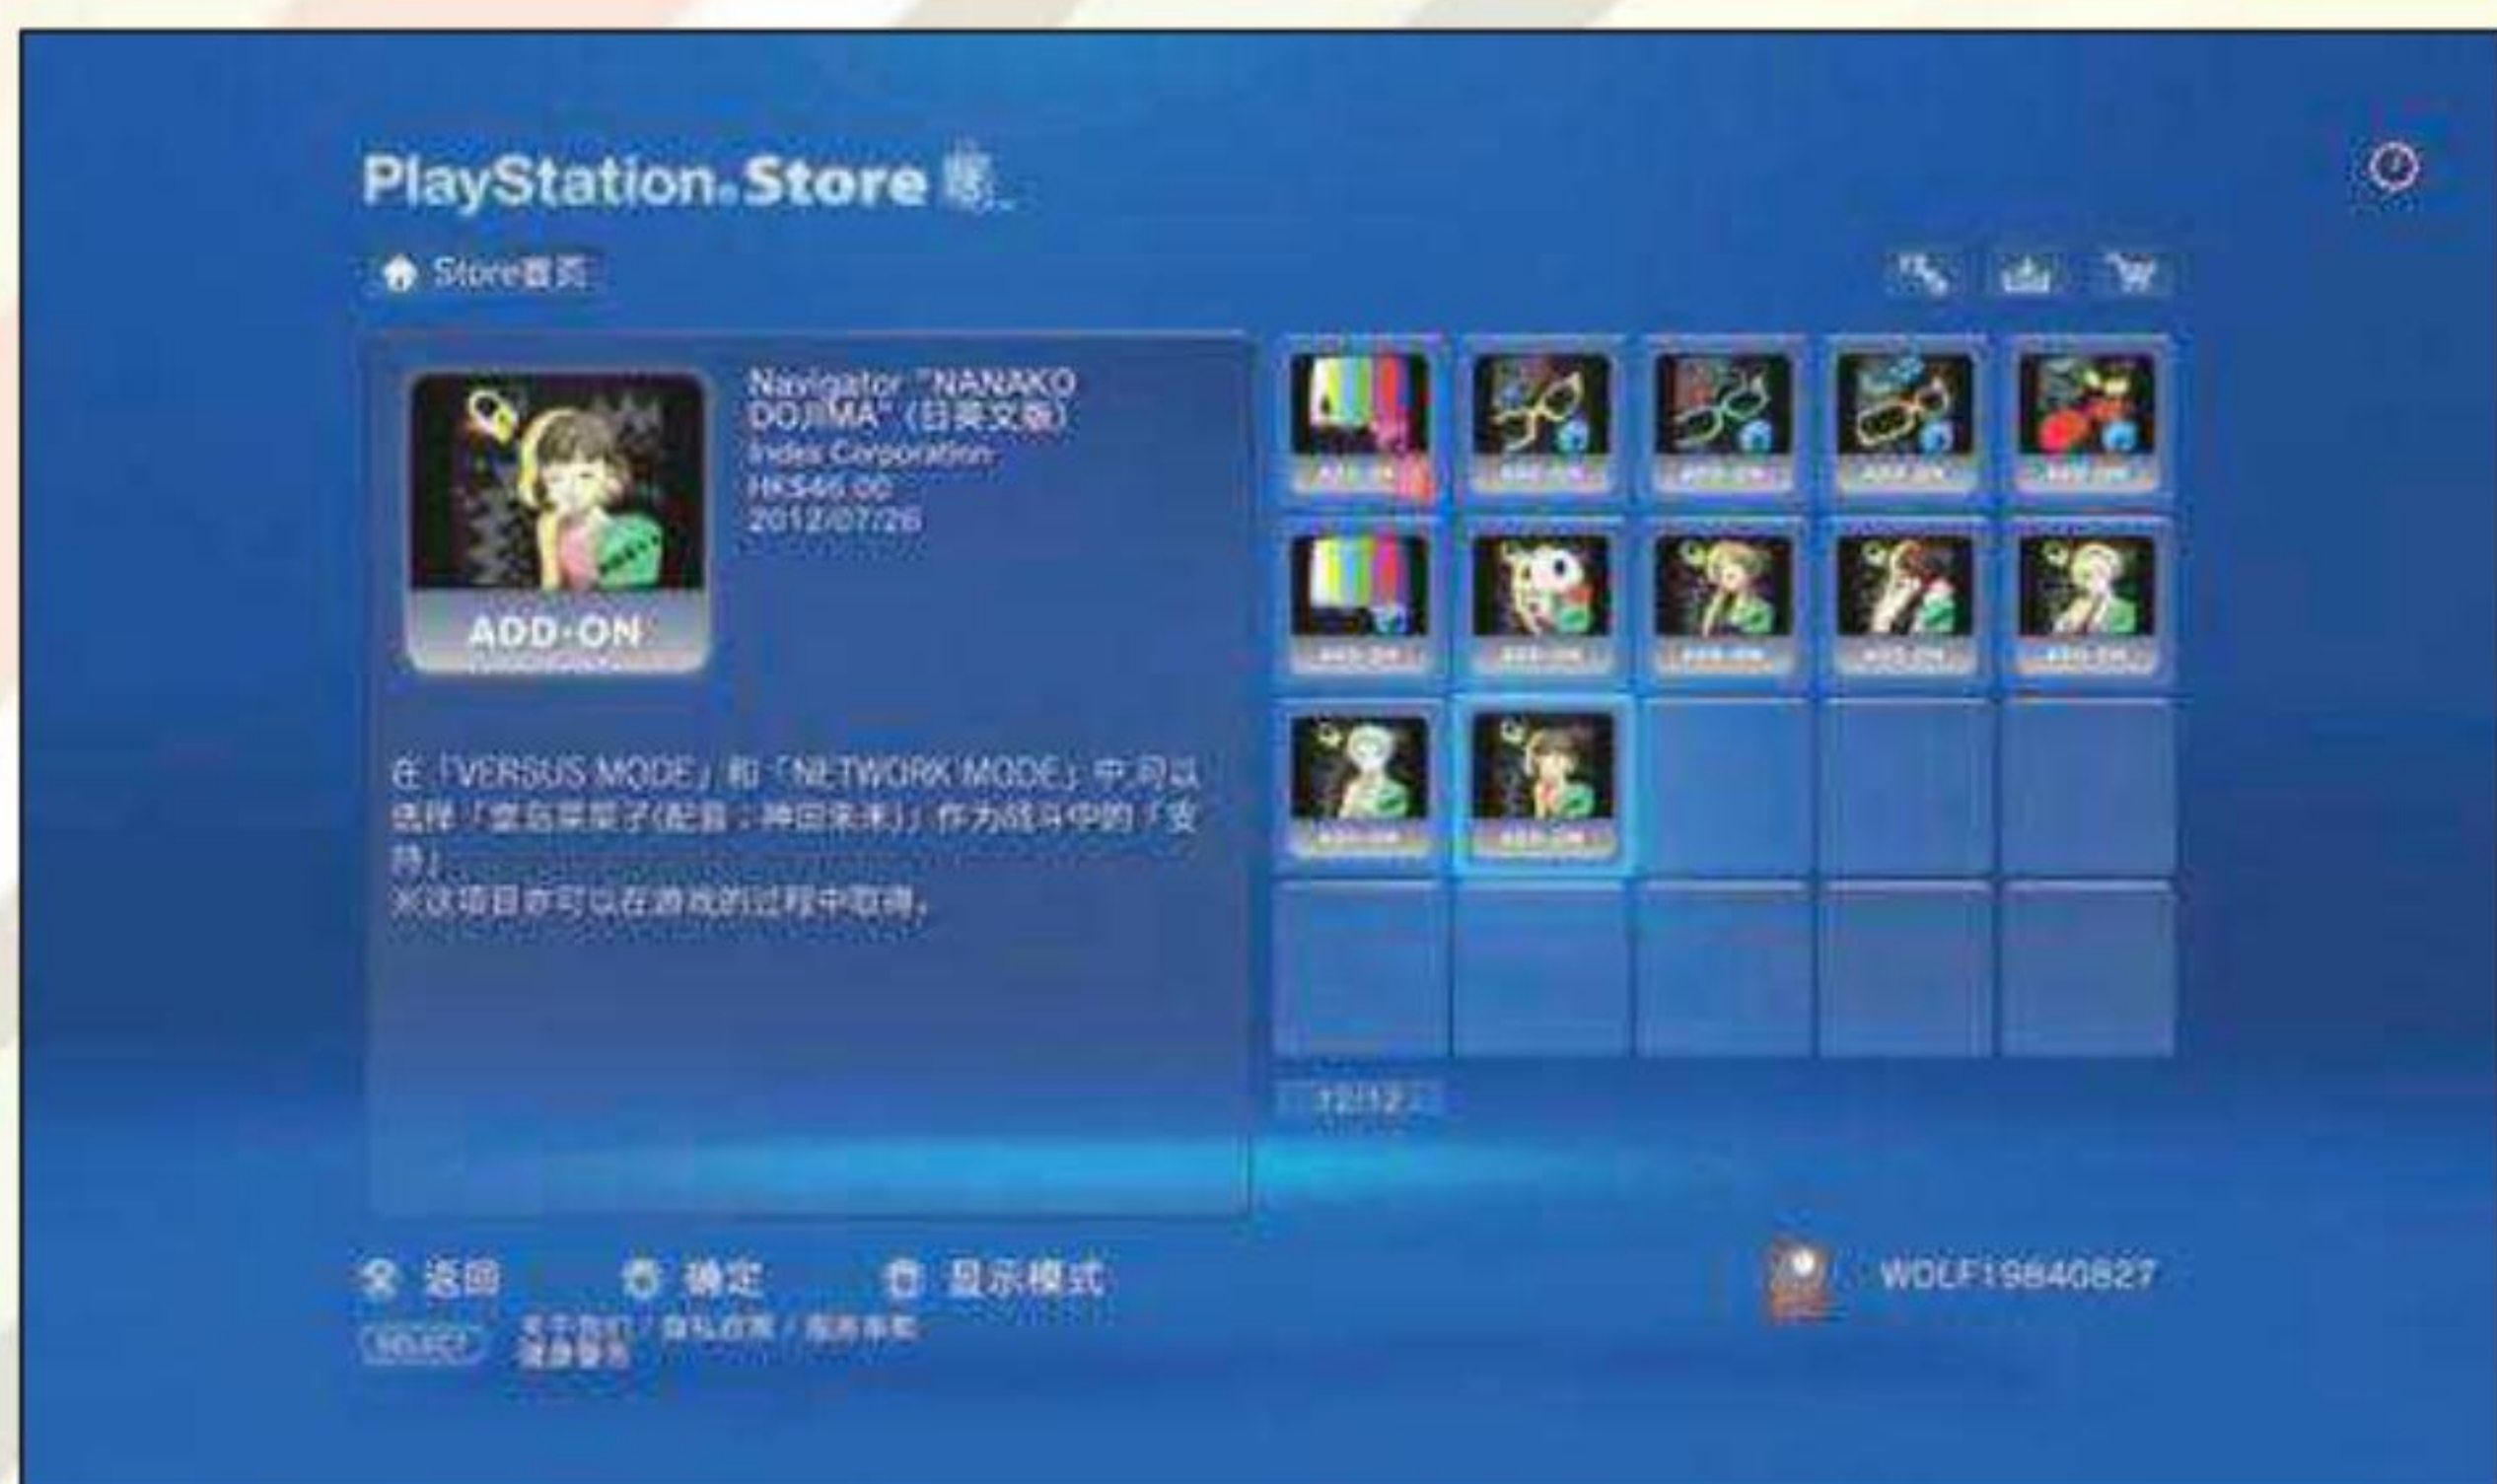 PlayStation®Store
Store首页
Navigator "NANAKO
DOJIMA" (日英文版)
Index Corporation
HK$46.00
2012/07/26
ADD-ON
在「VERSUS MODE」和「NETWORK MODE」中,可以
选择「堂岛菜菜子(配音：神田朱未)」作为战斗中的「支
持」
※这项目亦可以在游戏的过程中取得。
12/12
返回 确定 显示模式
SELECT
WOLF19840827